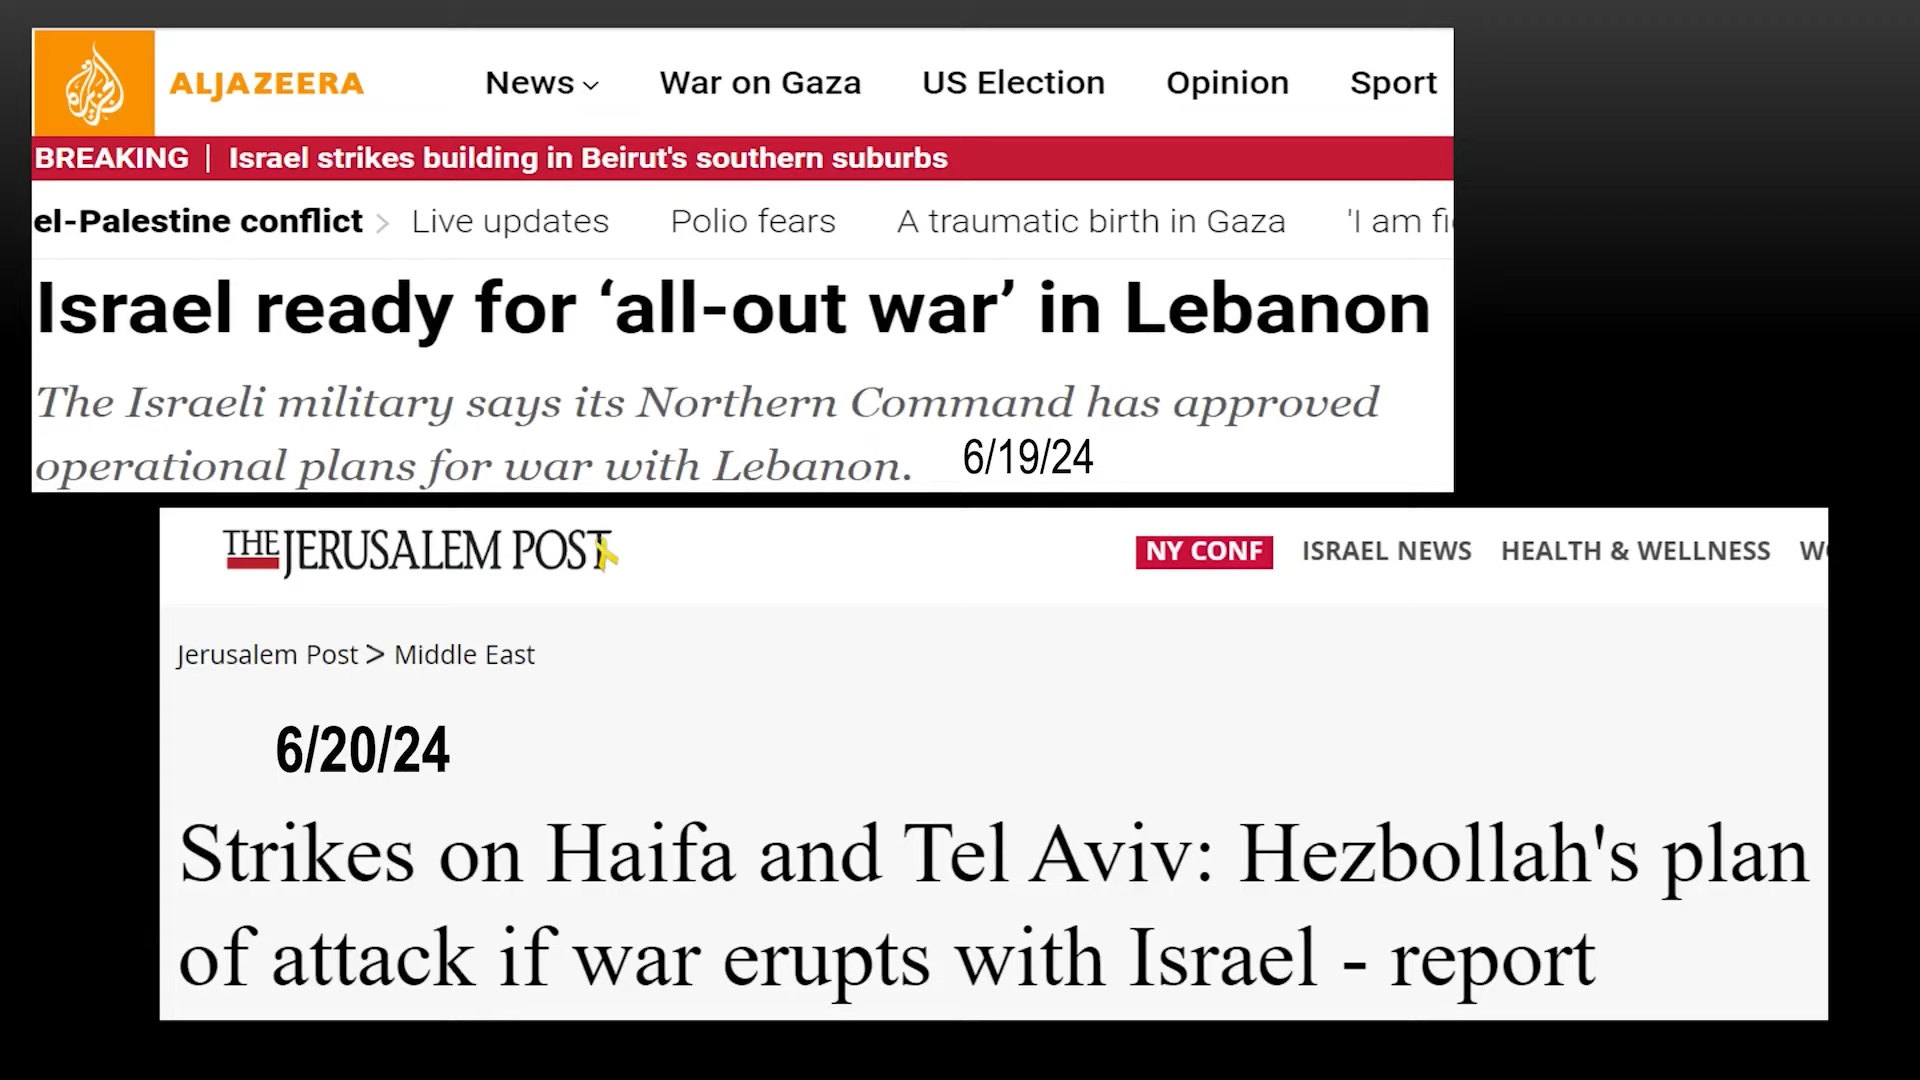 ALJAZEERA News War on Gaza US Election Opinion Sport
BREAKING | Israel strikes building in Beirut's southern suburbs
el-Palestine conflict > Live updates Polio fears A traumatic birth in Gaza 'I am fi
Israel ready for ‘all-out war’ in Lebanon
The Israeli military says its Northern Command has approved
operational plans for war with Lebanon. 6/19/24
THE JERUSALEM POST NY CONF ISRAEL NEWS HEALTH & WELLNESS
Jerusalem Post > Middle East
6/20/24
Strikes on Haifa and Tel Aviv: Hezbollah's plan
of attack if war erupts with Israel - report